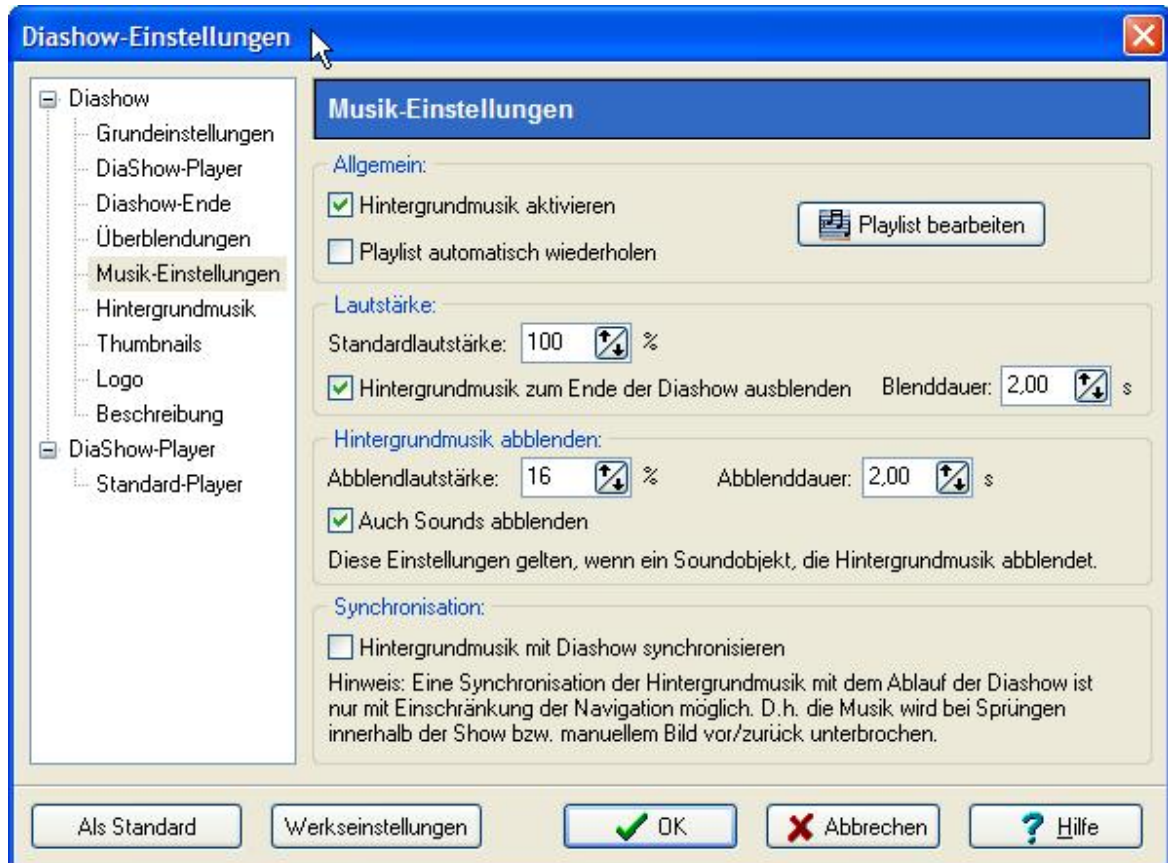 Diashow-Einstellungen
Diashow
Grundeinstellungen
DiaShow-Player
Diashow-Ende
Überblendungen
Musik-Einstellungen
Hintergrundmusik
Thumbnails
Logo
Beschreibung
DiaShow-Player
Standard-Player
Musik-Einstellungen
Allgemein:
Hintergrundmusik aktivieren
Playlist bearbeiten
Playlist automatisch wiederholen
Lautstärke:
Standardlautstärke: 100 %
Hintergrundmusik zum Ende der Diashow ausblenden Blenddauer: 2,00 s
Hintergrundmusik abblenden:
Abblendlautstärke: 16 % Abblenddauer: 2,00 s
Auch Sounds abblenden
Diese Einstellungen gelten, wenn ein Soundobjekt, die Hintergrundmusik abblendet.
Synchronisation:
Hintergrundmusik mit Diashow synchronisieren
Hinweis: Eine Synchronisation der Hintergrundmusik mit dem Ablauf der Diashow ist
nur mit Einschränkung der Navigation möglich. D.h. die Musik wird bei Sprüngen
innerhalb der Show bzw. manuellem Bild vor/zurück unterbrochen.
Als Standard Werkseinstellungen OK Abbrechen Hilfe